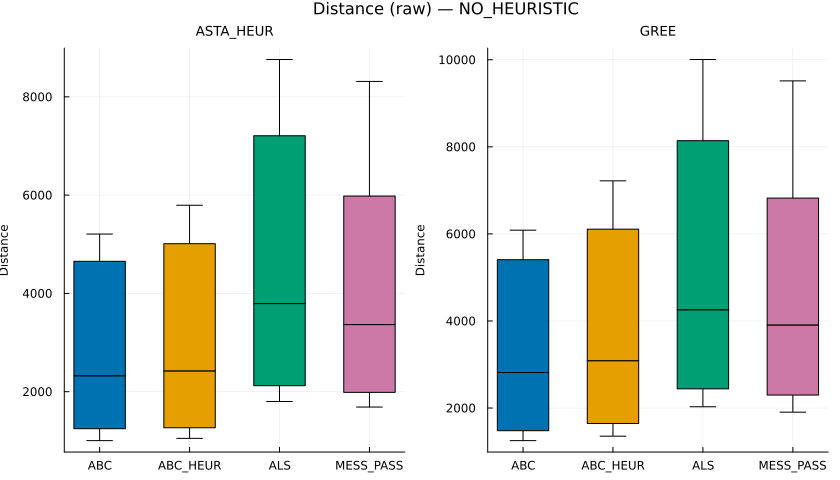 Distance (raw) — NO_HEURISTIC
ASTA_HEUR
8000
6000
4000
2000
Distance
ABC
ABC_HEUR
ALS
MESS_PASS
GREE
10000
8000
6000
4000
2000
Distance
ABC
ABC_HEUR
ALS
MESS_PASS